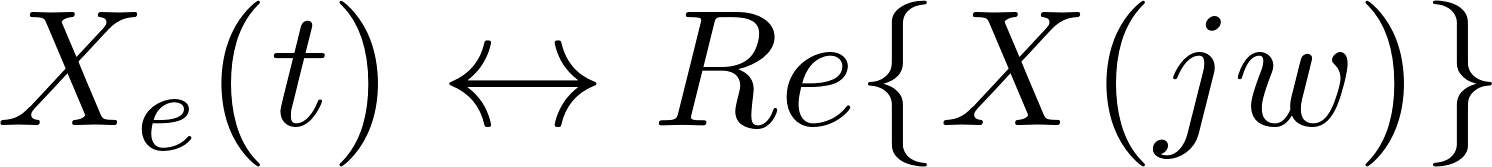 X_e(t) ↔ Re{X(jw)}